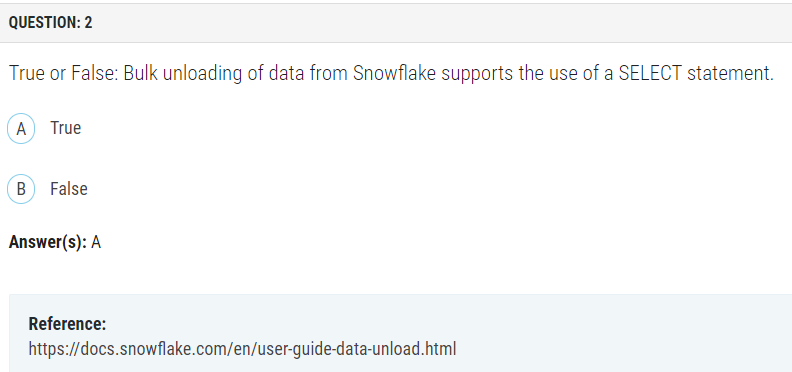 QUESTION: 2
True or False: Bulk unloading of data from Snowflake supports the use of a SELECT statement.
A True
B False
Answer(s): A
Reference:
https://docs.snowflake.com/en/user-guide-data-unload.html